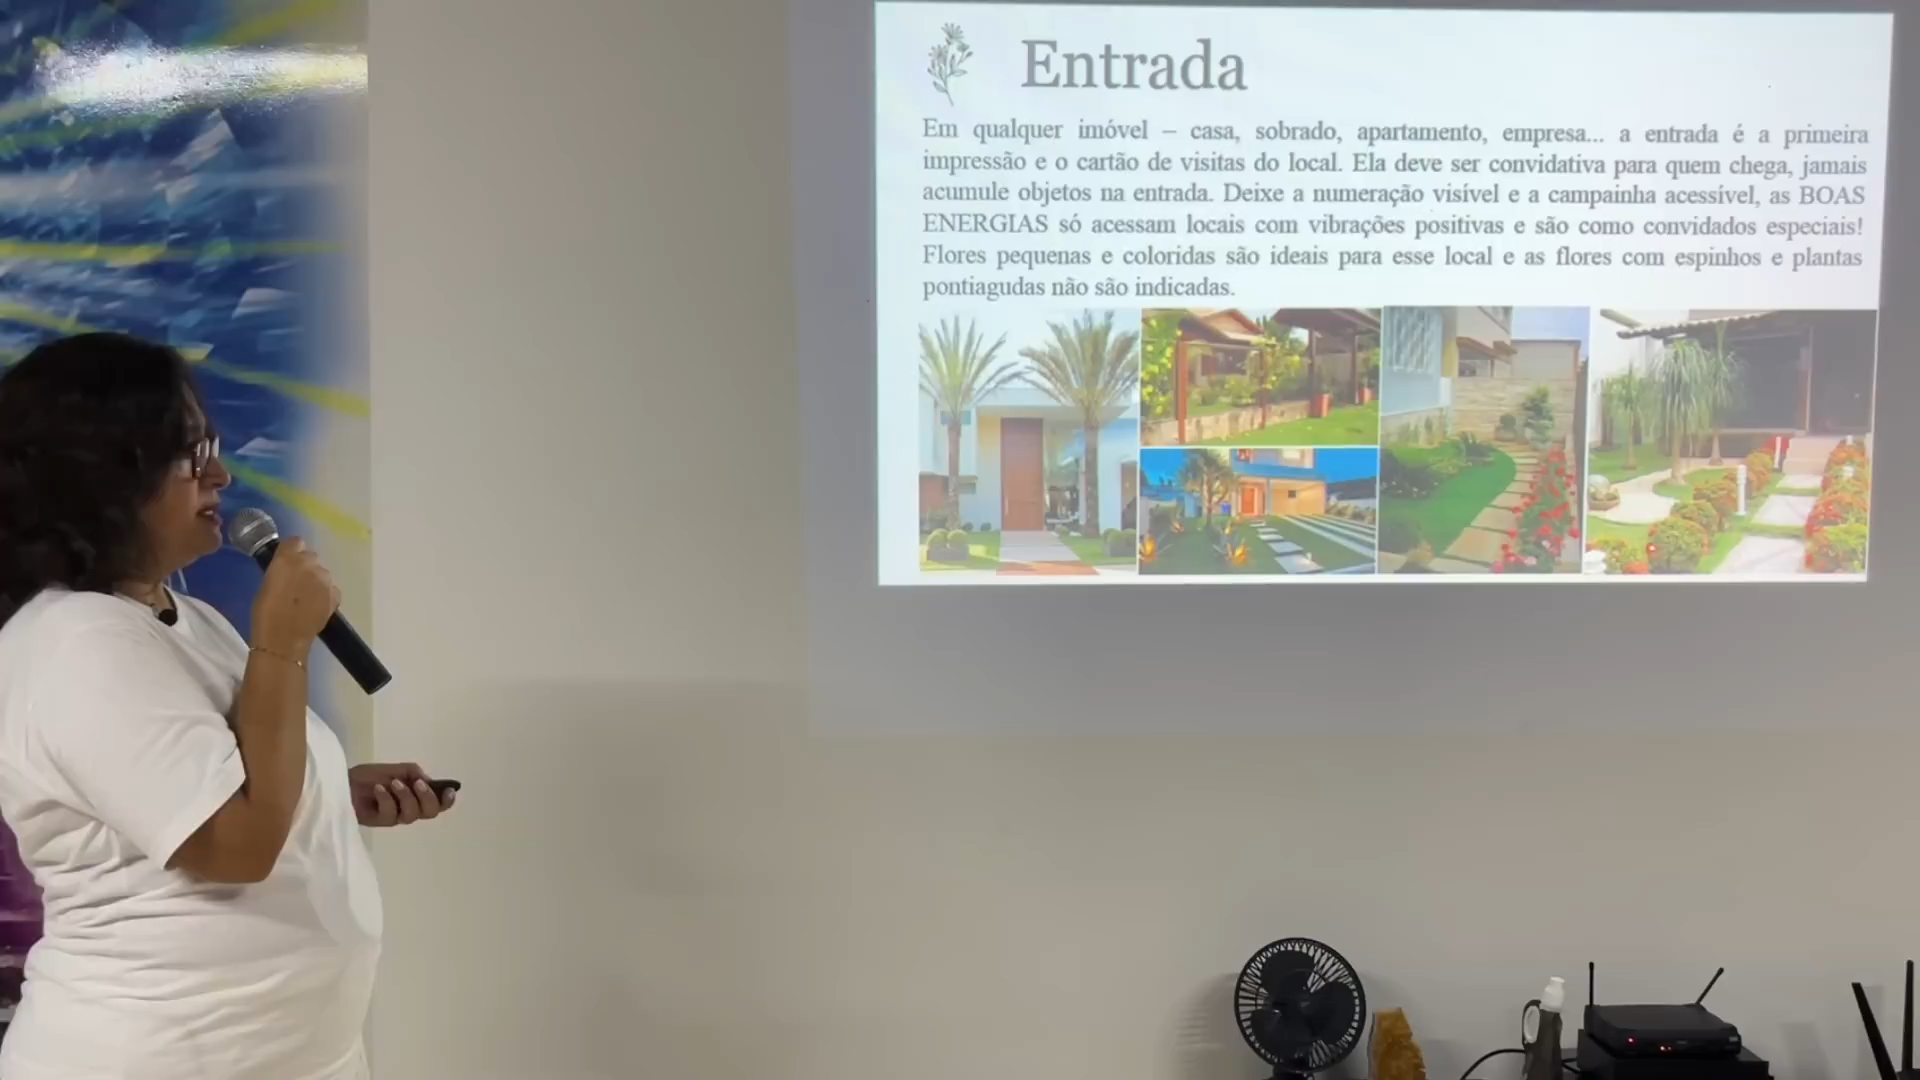 Entrada
Em qualquer imóvel – casa, sobrado, apartamento, empresa... a entrada é a primeira
impressão e o cartão de visitas do local. Ela deve ser convidativa para quem chega, jamais
acumule objetos na entrada. Deixe a numeração visível e a campainha acessível, as BOAS
ENERGIAS só acessam locais com vibrações positivas e são como convidados especiais!
Flores pequenas e coloridas são ideais para esse local e as flores com espinhos e plantas
pontiagudas não são indicadas.